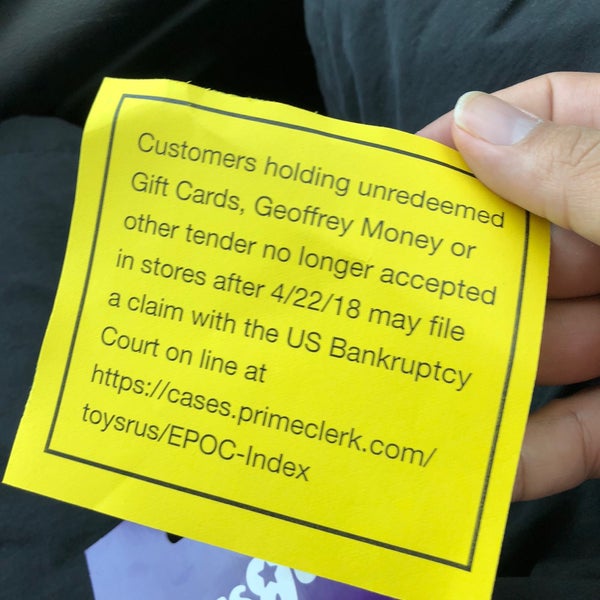 Customers holding unredeemed
Gift Cards, Geoffrey Money or
other tender no longer accepted
in stores after 4/22/18 may file
a claim with the US Bankruptcy
Court on line at
https://cases.primeclerk.com/
toysrus/EPOC-Index